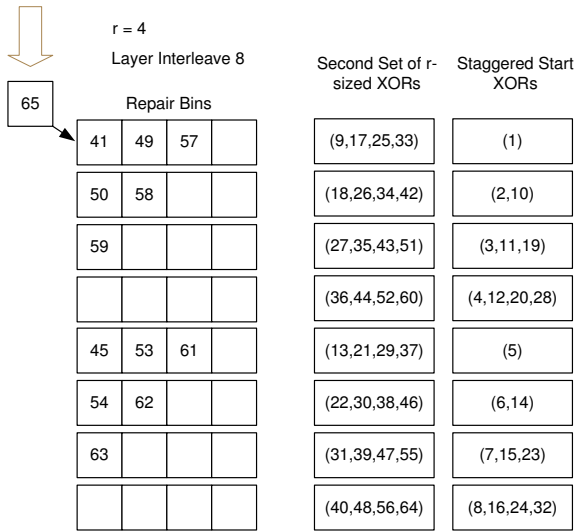 r = 4
Layer Interleave 8
Second Set of r-
sized XORs
Staggered Start
XORs
65
Repair Bins
41 49 57 (9,17,25,33) (1)
50 58 (18,26,34,42) (2,10)
59 (27,35,43,51) (3,11,19)
(36,44,52,60) (4,12,20,28)
45 53 61 (13,21,29,37) (5)
54 62 (22,30,38,46) (6,14)
63 (31,39,47,55) (7,15,23)
(40,48,56,64) (8,16,24,32)